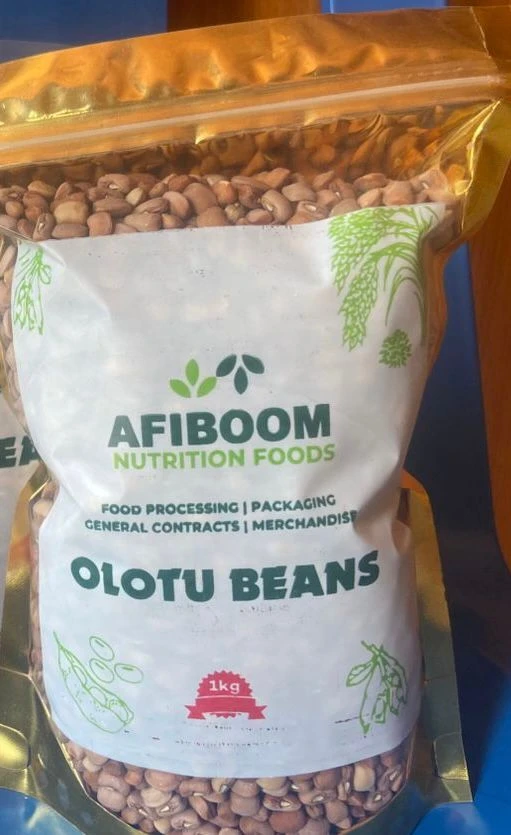 AFIBOOM
NUTRITION FOODS
FOOD PROCESSING | PACKAGING
GENERAL CONTRACTS | MERCHANDISE
OLOTU BEANS
1kg